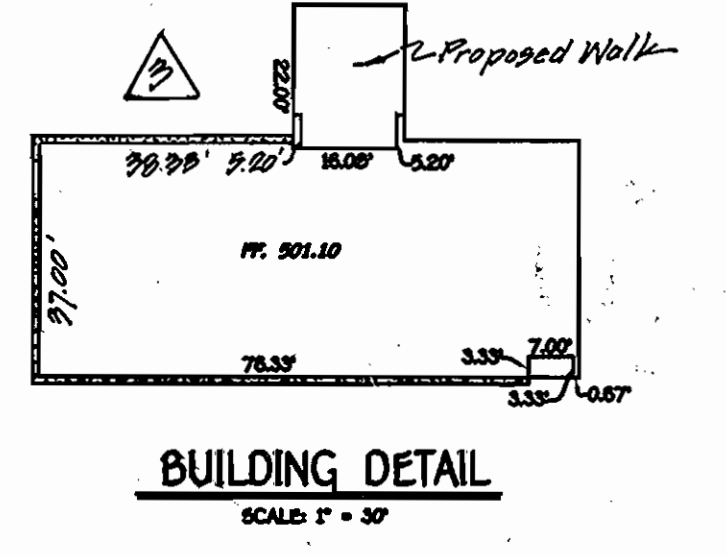 3
22.00'
Proposed Walk
38.33' 5.20' 16.08' 5.20'
FF. 501.10
37.00'
78.33'
3.33' 7.00'
3.33' 0.67'
BUILDING DETAIL
SCALE: 1" = 30'